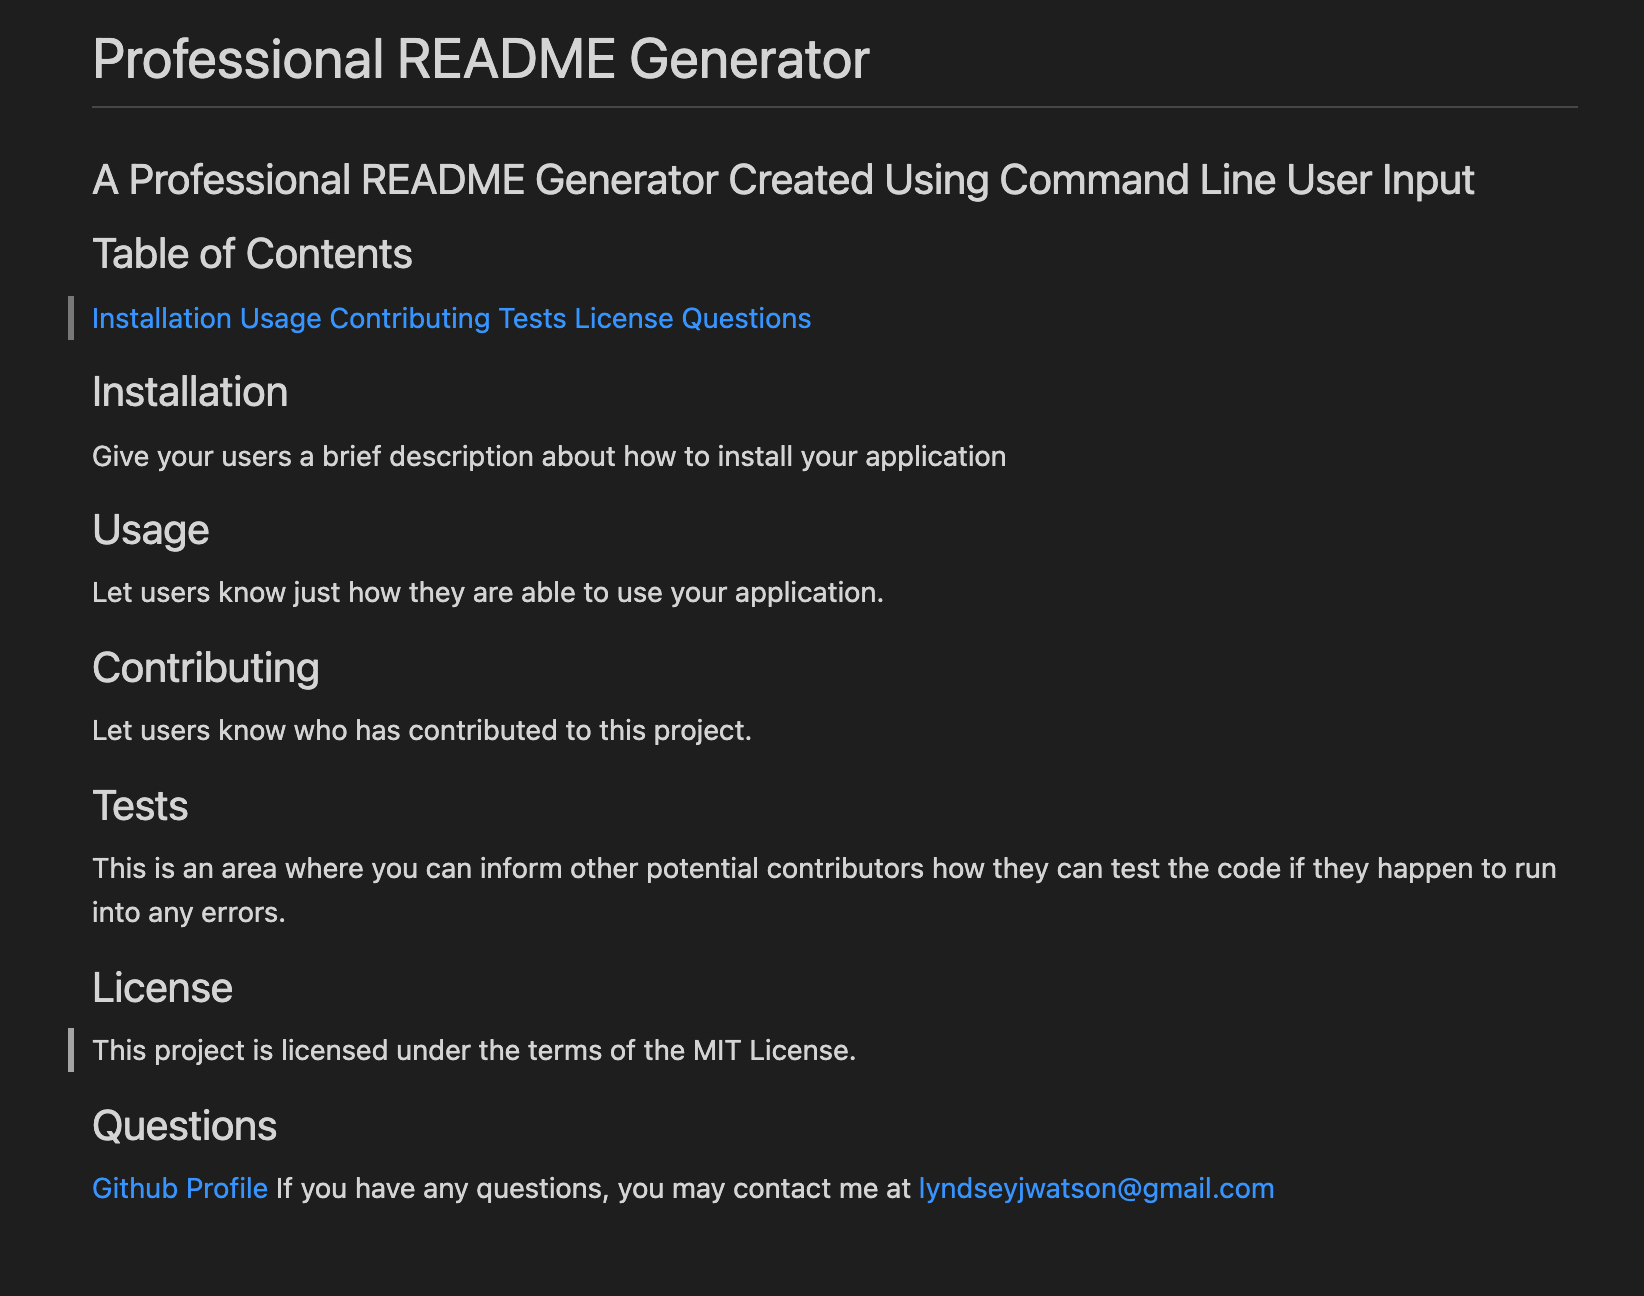 Professional README Generator
A Professional README Generator Created Using Command Line User Input
Table of Contents
Installation Usage Contributing Tests License Questions
Installation
Give your users a brief description about how to install your application
Usage
Let users know just how they are able to use your application.
Contributing
Let users know who has contributed to this project.
Tests
This is an area where you can inform other potential contributors how they can test the code if they happen to run
into any errors.
License
This project is licensed under the terms of the MIT License.
Questions
Github Profile If you have any questions, you may contact me at lyndseyjwatson@gmail.com